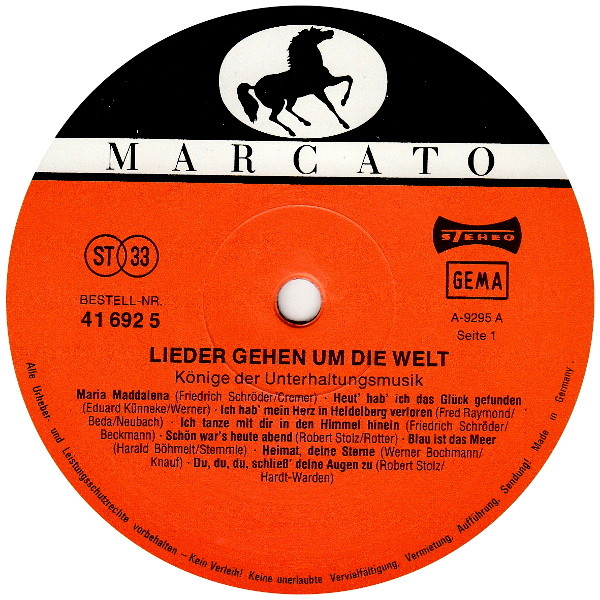 MARCATO
ST 33
STEREO
GEMA
BESTELL-NR.
41 692 5
A-9295 A
Seite 1
LIEDER GEHEN UM DIE WELT
Könige der Unterhaltungsmusik
Maria Maddalena (Friedrich Schröder/Cremer) · Heut' hab' ich das Glück gefunden
(Eduard Künneke/Werner) · Ich hab' mein Herz in Heidelberg verloren (Fred Raymond/
Beda/Neubach) · Ich tanze mit dir in den Himmel hinein (Friedrich Schröder/
Beckmann) · Schön war's heute abend (Robert Stolz/Rotter) · Blau ist das Meer
(Harald Böhmelt/Stemmle) · Heimat, deine Sterne (Werner Bochmann/
Knauf) · Du, du, du, schließ' deine Augen zu (Robert Stolz/
Hardt-Warden)
Alle Urheber- und Leistungsschutzrechte vorbehalten – Kein Verleih! Keine unerlaubte Vervielfältigung, Vermietung, Aufführung, Sendung! Made in Germany